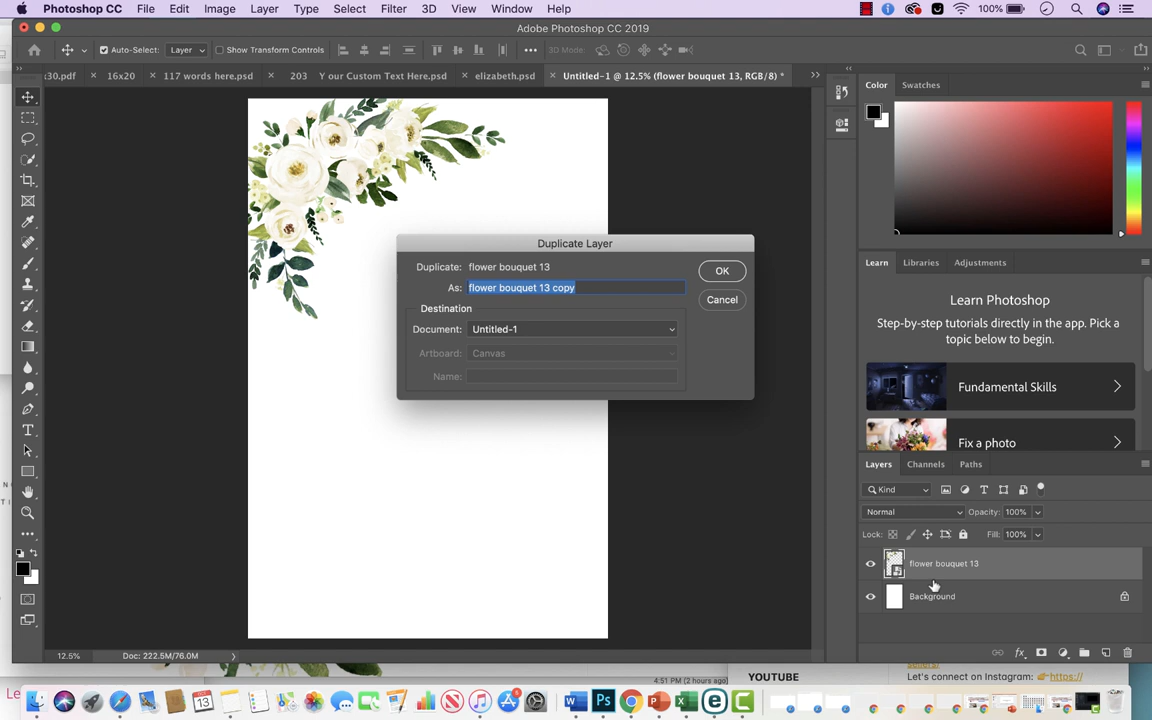 Photoshop CC File Edit Image Layer Type Select Filter 3D View Window Help 100%
Adobe Photoshop CC 2019
Auto-Select: Layer Show Transform Controls 3D Mode:
30.pdf 16x20 117 words here.psd 203 Y our Custom Text Here.psd elizabeth.psd Untitled-1 @ 12.5% (flower bouquet 13, RGB/8) *
Color Swatches
Duplicate Layer
Duplicate: flower bouquet 13
OK
As: flower bouquet 13 copy
Cancel
Destination
Document: Untitled-1
Artboard: Canvas
Name:
Learn Libraries Adjustments
Learn Photoshop
Step-by-step tutorials directly in the app. Pick a
topic below to begin.
Fundamental Skills
Fix a photo
Layers Channels Paths
Kind
Normal Opacity: 100%
Lock: Fill: 100%
flower bouquet 13
Background
12.5% Doc: 222.5M/76.0M
4:51 PM (2 hours ago)
YOUTUBE
Let's connect on Instagram: https://
Le
13